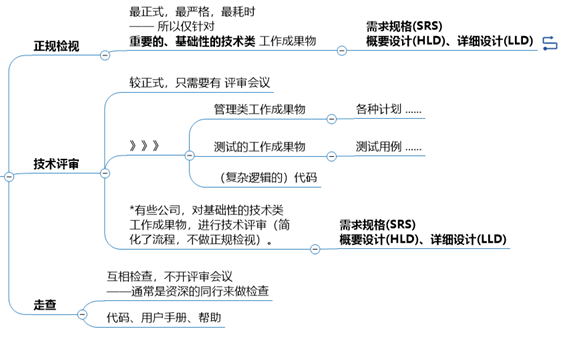 正规检视
最正式，最严格，最耗时
—— 所以仅针对
重要的、基础性的技术类 工作成果物
需求规格(SRS)
概要设计(HLD)、详细设计(LLD)
技术评审
较正式，只需要有 评审会议
》》》
管理类工作成果物
各种计划 ......
测试的工作成果物
测试用例 ......
（复杂逻辑的）代码
*有些公司，对基础性的技术类
工作成果物，进行技术评审（简
化了流程，不做正规检视）。
需求规格(SRS)
概要设计(HLD)、详细设计(LLD)
走查
互相检查，不开评审会议
——通常是资深的同行来做检查
代码、用户手册、帮助